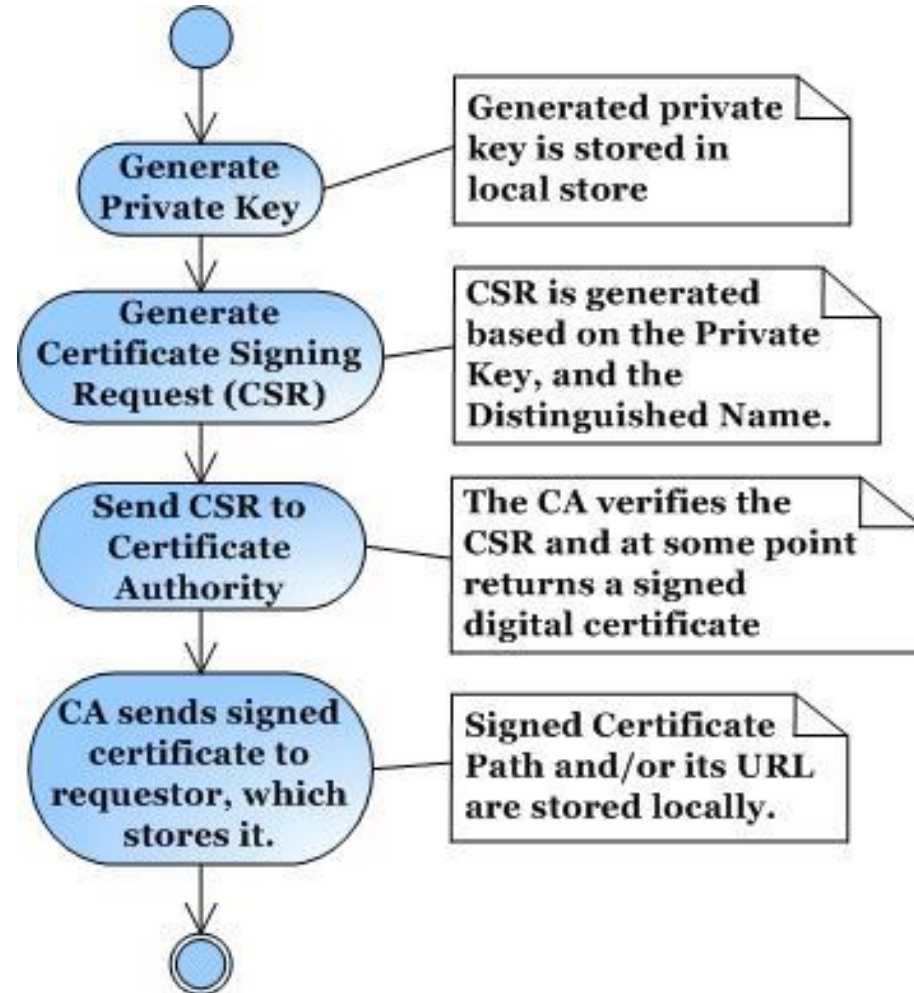 Generate
Private Key
Generated private
key is stored in
local store
Generate
Certificate Signing
Request (CSR)
CSR is generated
based on the Private
Key, and the
Distinguished Name.
Send CSR to
Certificate
Authority
The CA verifies the
CSR and at some point
returns a signed
digital certificate
CA sends signed
certificate to
requestor, which
stores it.
Signed Certificate
Path and/or its URL
are stored locally.